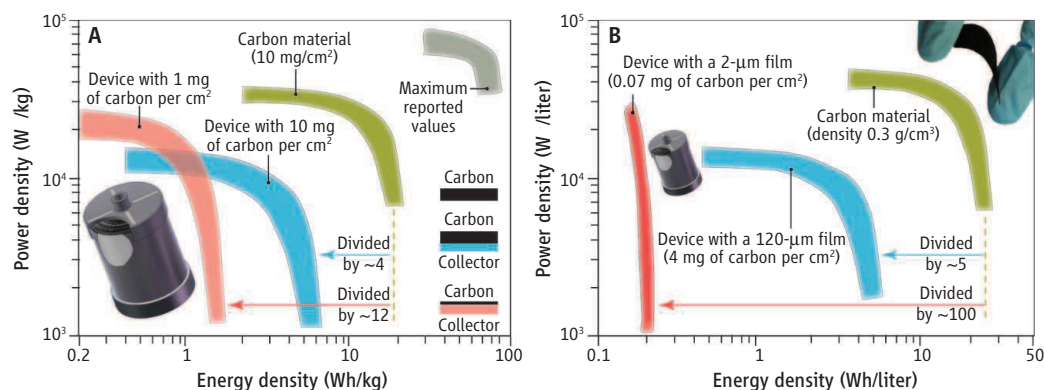 A
10⁵
10⁴
10³
Power density (W /kg)
Device with 1 mg
of carbon per cm²
Carbon material
(10 mg/cm²)
Device with 10 mg
of carbon per cm²
Maximum
reported
values
Carbon
Carbon
Collector
Carbon
Collector
Divided
by ~4
Divided
by ~12
0.2
1
10
100
Energy density (Wh/kg)
B
10⁵
10⁴
10³
Power density (W /liter)
Device with a 2-μm film
(0.07 mg of carbon per cm²)
Carbon material
(density 0.3 g/cm³)
Device with a 120-μm film
(4 mg of carbon per cm²)
Divided
by ~5
Divided
by ~100
0.1
1
10
50
Energy density (Wh/liter)